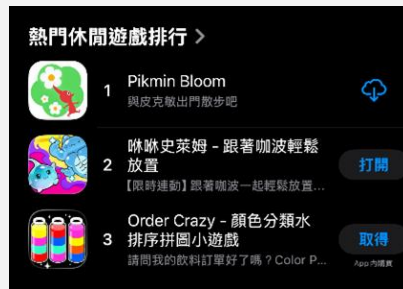 熱門休閒遊戲排行 >
1
Pikmin Bloom
與皮克敏出門散步吧
2
咻咻史萊姆 - 跟著咖波輕鬆
放置
【限時連動】跟著咖波一起輕鬆放置...
打開
3
Order Crazy - 顏色分類水
排序拼圖小遊戲
請問我的飲料訂單好了嗎？Color P...
取得
App 內購買